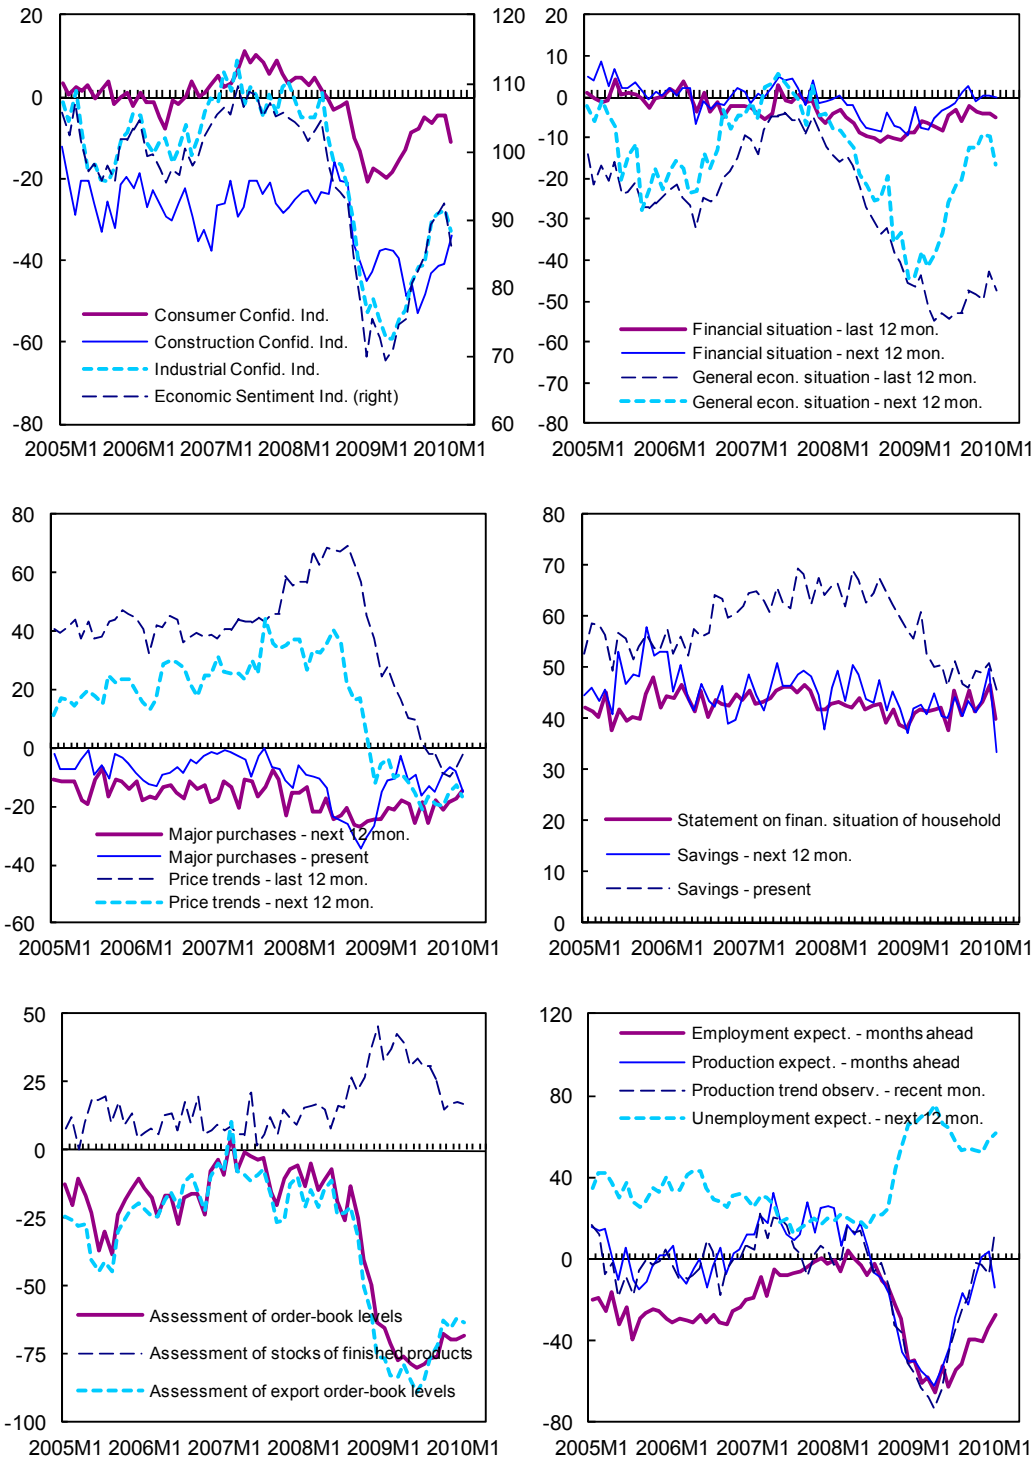 20
0
-20
-40
-60
-80
120
110
100
90
80
70
60
Consumer Confid. Ind.
Construction Confid. Ind.
Industrial Confid. Ind.
Economic Sentiment Ind. (right)
2005M1 2006M1 2007M1 2008M1 2009M1 2010M1
20
10
0
-10
-20
-30
-40
-50
-60
-70
-80
Financial situation - last 12 mon.
Financial situation - next 12 mon.
General econ. situation - last 12 mon.
General econ. situation - next 12 mon.
2005M1 2006M1 2007M1 2008M1 2009M1 2010M1
80
60
40
20
0
-20
-40
-60
Major purchases - next 12 mon.
Major purchases - present
Price trends - last 12 mon.
Price trends - next 12 mon.
2005M1 2006M1 2007M1 2008M1 2009M1 2010M1
80
70
60
50
40
30
20
10
0
Statement on finan. situation of household
Savings - next 12 mon.
Savings - present
2005M1 2006M1 2007M1 2008M1 2009M1 2010M1
50
25
0
-25
-50
-75
-100
Assessment of order-book levels
Assessment of stocks of finished products
Assessment of export order-book levels
2005M1 2006M1 2007M1 2008M1 2009M1 2010M1
120
80
40
0
-40
-80
Employment expect. - months ahead
Production expect. - months ahead
Production trend observ. - recent mon.
Unemployment expect. - next 12 mon.
2005M1 2006M1 2007M1 2008M1 2009M1 2010M1